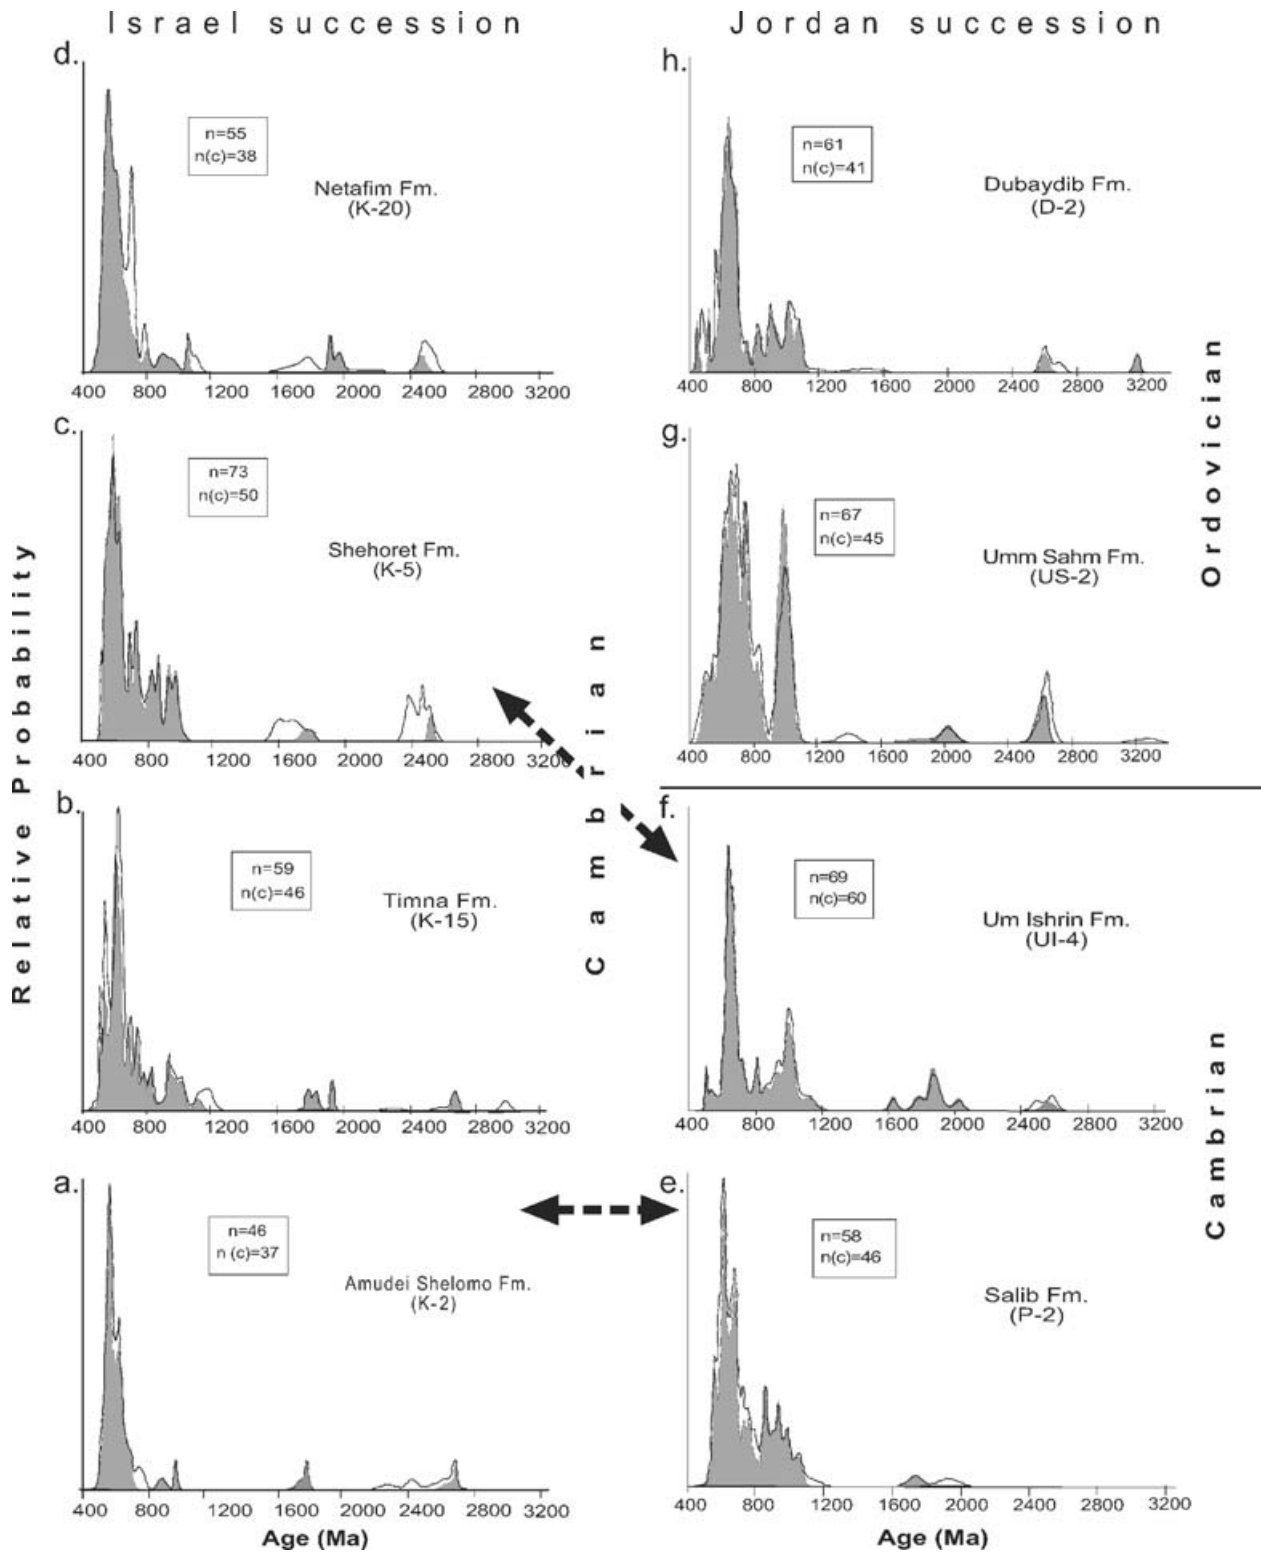 Israel succession
Jordan succession
d.
n=55
n(c)=38
Netafim Fm.
(K-20)
400 800 1600 2000 2400 2800 3200
h.
n=61
n(c)=41
Dubaydib Fm.
(D-2)
400 800 1200 1600 2000 2400 2800 3200
c.
n=73
n(c)=50
Shehoret Fm.
(K-5)
400 800 1600 2000 2400 2800 3200
g.
n=67
n(c)=45
Umm Sahm Fm.
(US-2)
400 800 1200 1600 2000 2400 2800 3200
Ordovician
Relative Probability
Cambrian
b.
n=59
n(c)=46
Timna Fm.
(K-15)
400 800 1200 1600 2000 2400 2800 3200
f.
n=69
n(c)=60
Um Ishrin Fm.
(UI-4)
400 800 1200 1600 2000 2400 2800 3200
Cambrian
a.
n=46
n (c)=37
Amudei Shelomo Fm.
(K-2)
400 800 1200 1600 2000 2400 2800 3200
Age (Ma)
e.
n=58
n(c)=46
Salib Fm.
(P-2)
400 800 1200 1600 2000 2400 2800 3200
Age (Ma)